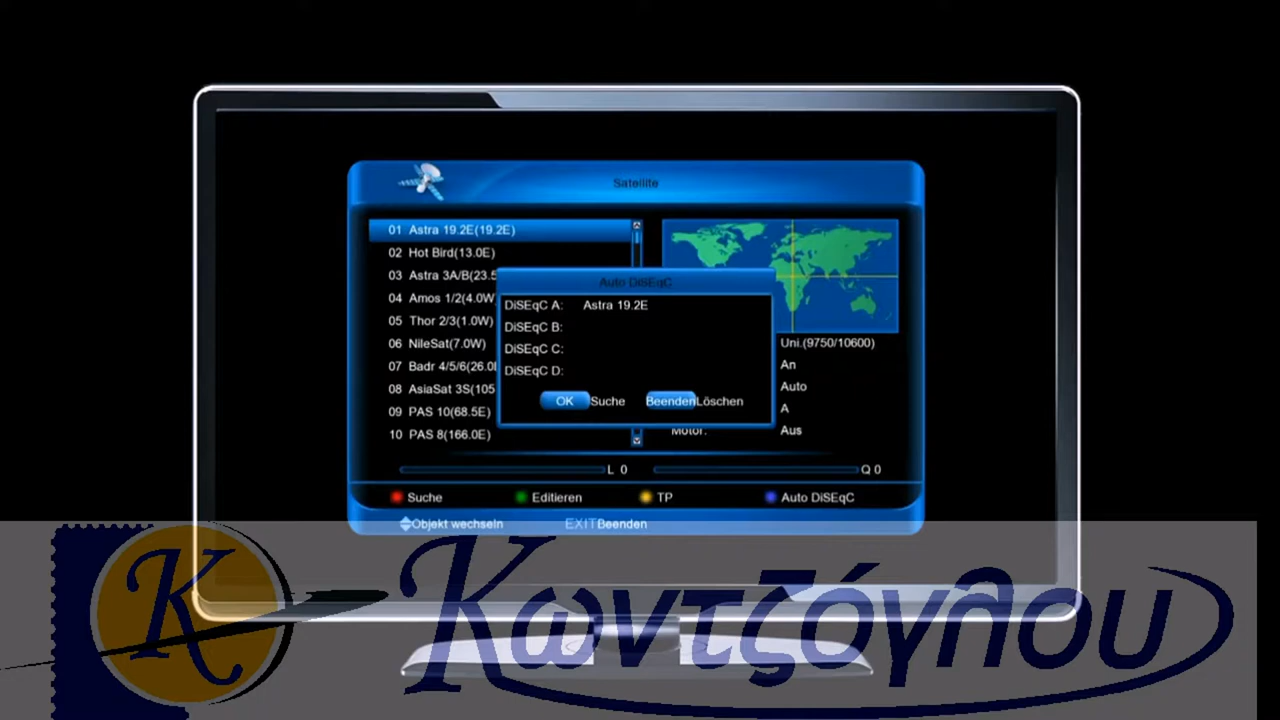 Satellite
01 Astra 19.2E(19.2E)
02 Hot Bird(13.0E)
03 Astra 3A/B(23.5
04 Amos 1/2(4.0W
05 Thor 2/3(1.0W)
06 NileSat(7.0W)
07 Badr 4/5/6(26.0
08 AsiaSat 3S(105
09 PAS 10(68.5E)
10 PAS 8(166.0E)
Auto DiSEqC
DiSEqC A: Astra 19.2E
DiSEqC B:
DiSEqC C:
DiSEqC D:
OK Suche Beenden Löschen
Uni.(9750/10600)
An
Auto
A
Motor: Aus
L 0 Q 0
Suche Editieren TP Auto DiSEqC
Objekt wechseln EXIT Beenden
K Κωντζόγλου